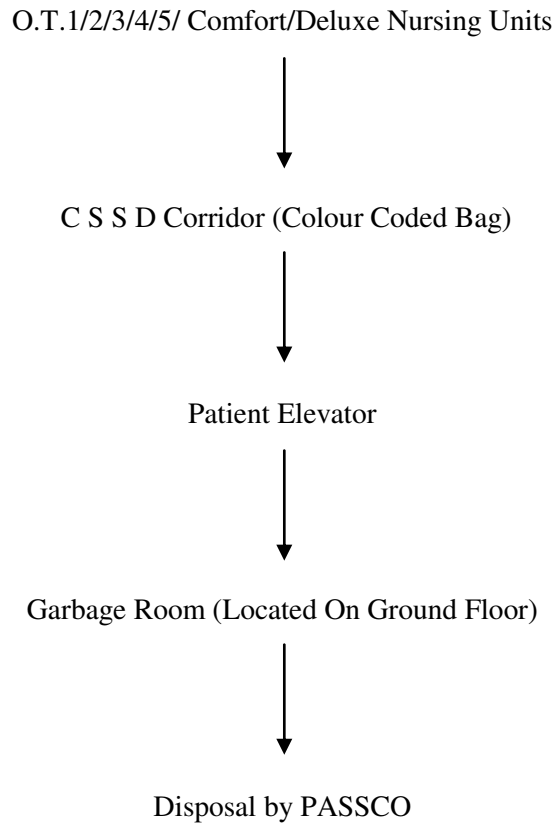 O.T.1/2/3/4/5/ Comfort/Deluxe Nursing Units
C S S D Corridor (Colour Coded Bag)
Patient Elevator
Garbage Room (Located On Ground Floor)
Disposal by PASSCO